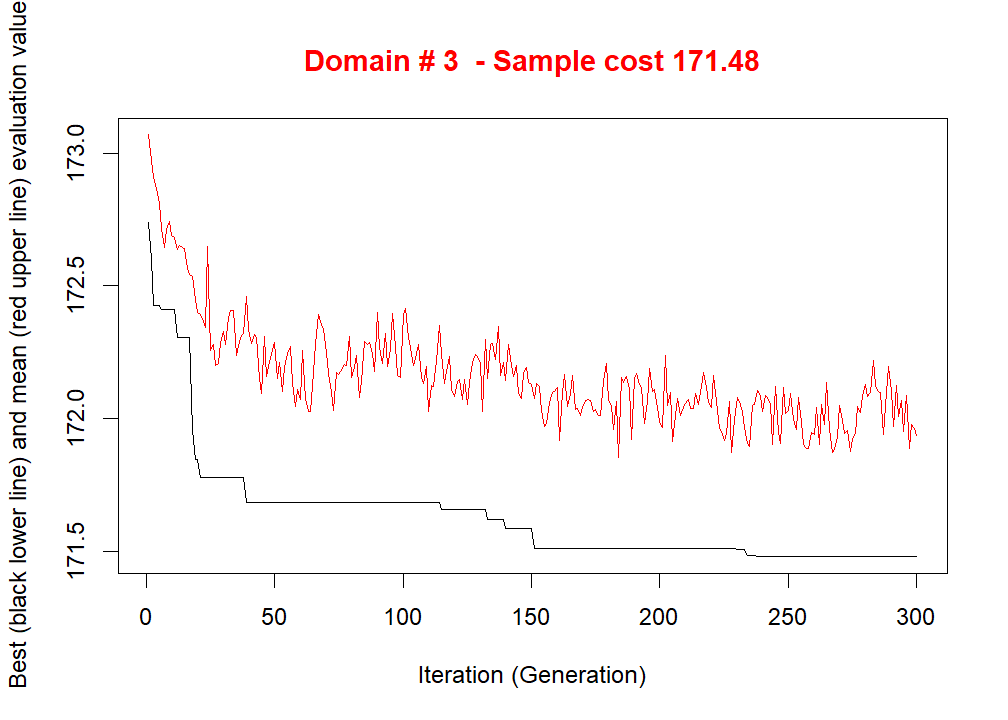 Domain # 3  - Sample cost 171.48
Best (black lower line) and mean (red upper line) evaluation value
173.0
172.5
172.0
171.5
0 50 100 150 200 250 300
Iteration (Generation)